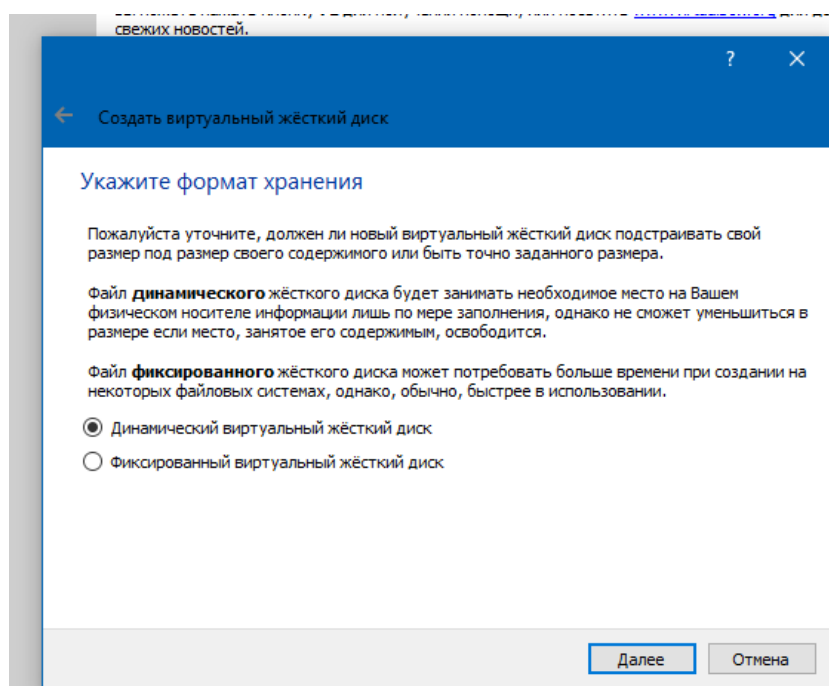 свежих новостей.
?
Создать виртуальный жёсткий диск
Укажите формат хранения
Пожалуйста уточните, должен ли новый виртуальный жёсткий диск подстраивать свой
размер под размер своего содержимого или быть точно заданного размера.
Файл динамического жёсткого диска будет занимать необходимое место на Вашем
физическом носителе информации лишь по мере заполнения, однако не сможет уменьшиться в
размере если место, занятое его содержимым, освободится.
Файл фиксированного жёсткого диска может потребовать больше времени при создании на
некоторых файловых системах, однако, обычно, быстрее в использовании.
Динамический виртуальный жёсткий диск
Фиксированный виртуальный жёсткий диск
Далее
Отмена